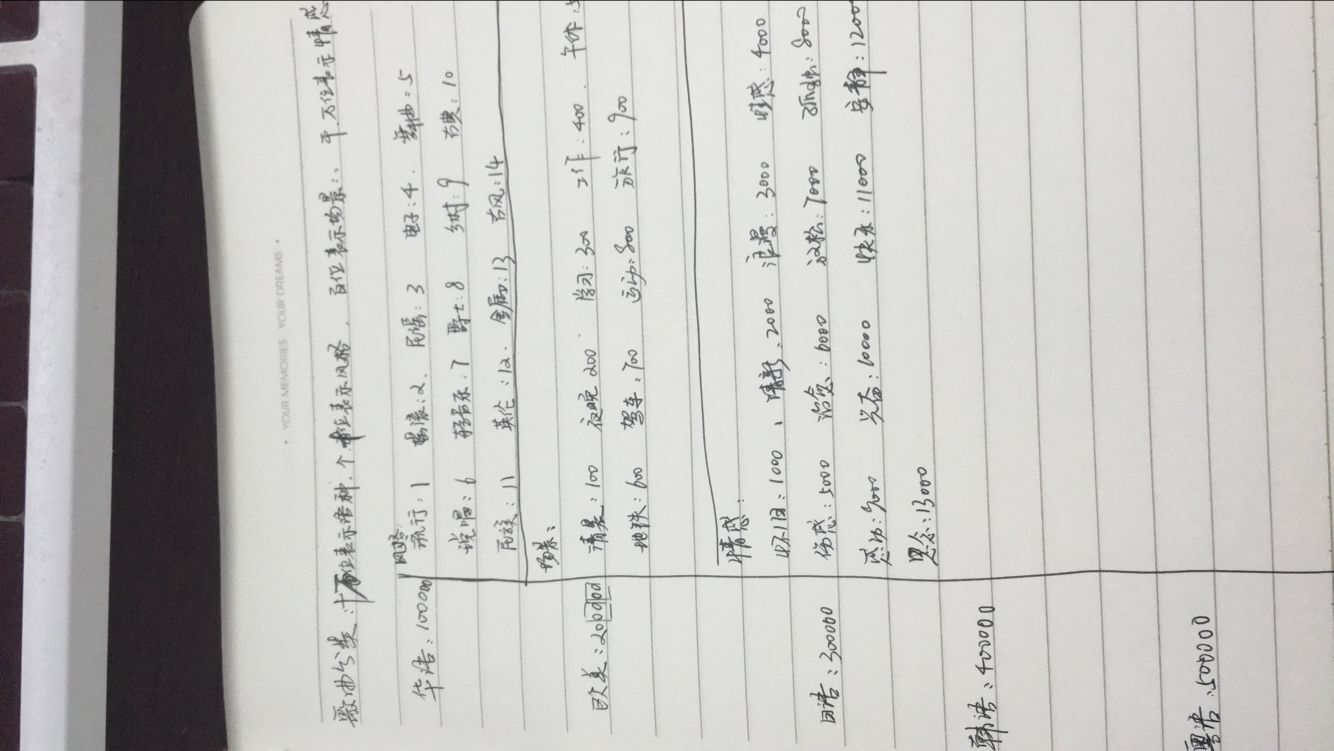 YOUR MEMORIES YOUR DREAMS
歌曲分类：十万位表示语种，个十位表示风格，百位表示场景，千、万位表示情感
华语：100000
风格：
流行：1 摇滚：2、 民谣：3 电子：4、 舞曲：5
说唱：6 轻音乐：7 爵士：8 乡村：9 古典：10
民族：11 英伦：12、 金属：13 古风：14
欧美：200000
场景：
清晨：100 夜晚 200、 学习：300 工作：400、 午休：5
地铁：600 驾车：700 运动：800 旅行：900
日语：300000
情感：
怀旧：1000、 清新：2000 浪漫：3000 性感：4000
伤感：5000 治愈：6000 放松：7000 孤独：8000
感动：9000 兴奋：10000 快乐：11000 安静：1200
思念：13000
韩语：400000
粤语：500000